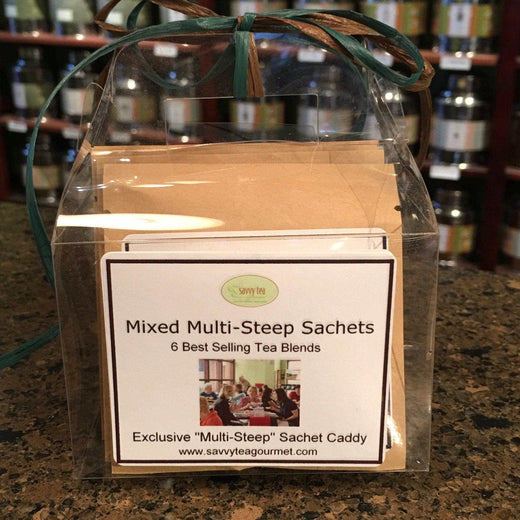 savvy tea
Mixed Multi-Steep Sachets
6 Best Selling Tea Blends
Exclusive "Multi-Steep" Sachet Caddy
www.savvyteagourmet.com